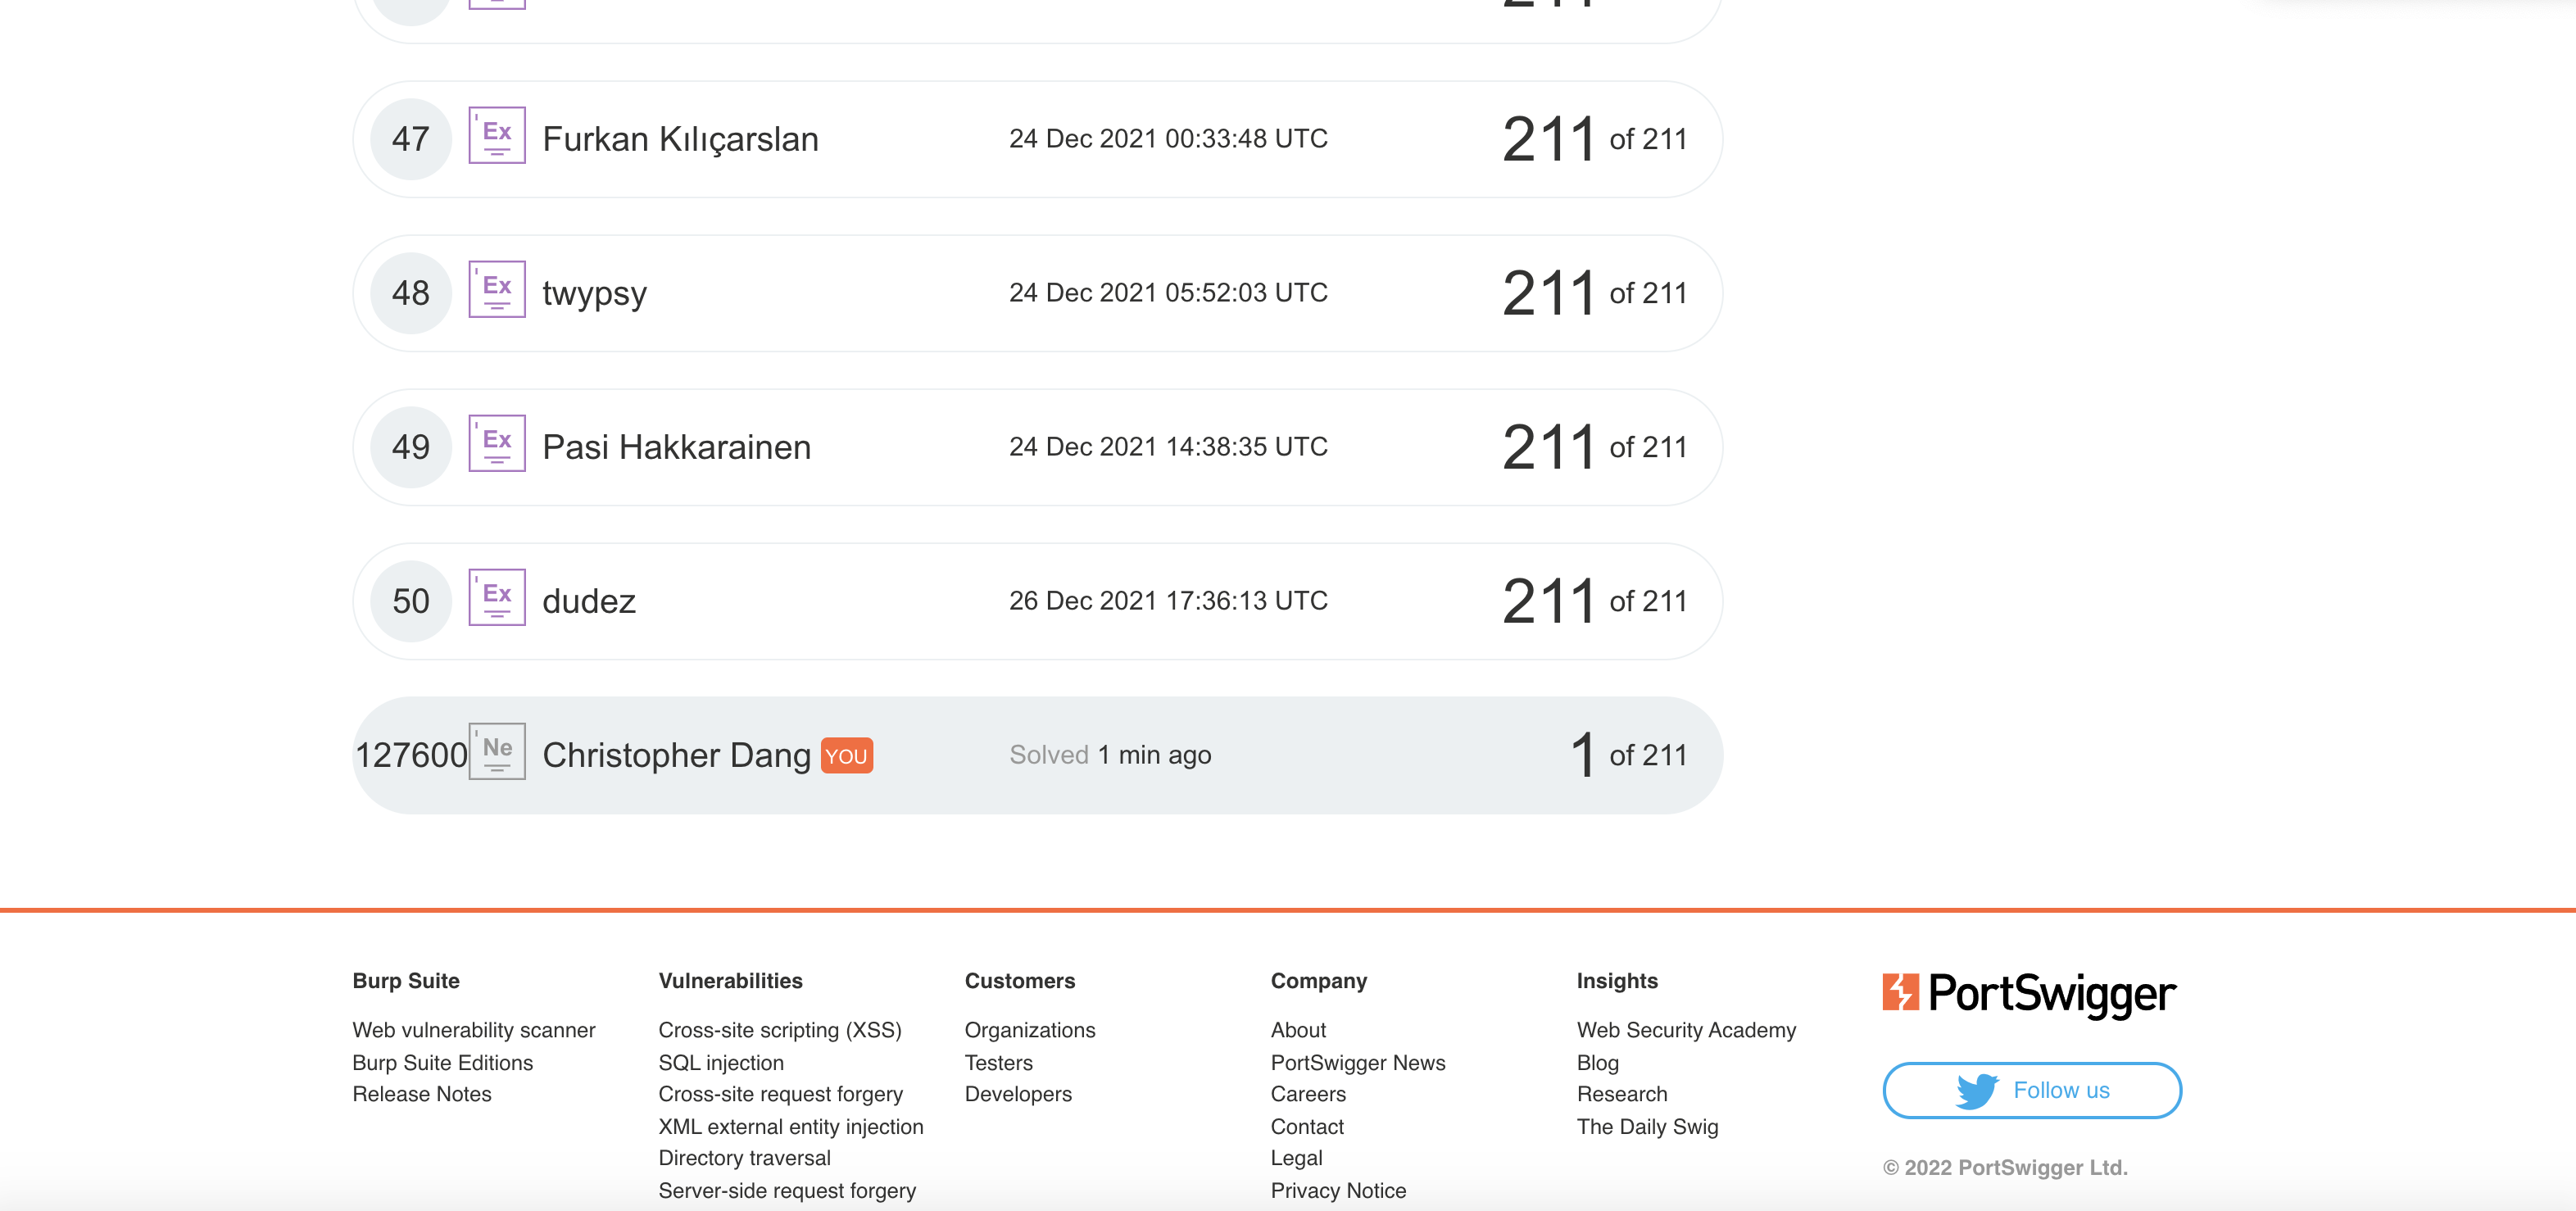 211
47 Ex Furkan Kılıçarslan 24 Dec 2021 00:33:48 UTC 211 of 211
48 Ex twypsy 24 Dec 2021 05:52:03 UTC 211 of 211
49 Ex Pasi Hakkarainen 24 Dec 2021 14:38:35 UTC 211 of 211
50 Ex dudez 26 Dec 2021 17:36:13 UTC 211 of 211
127600 Ne Christopher Dang YOU Solved 1 min ago 1 of 211
Burp Suite
Web vulnerability scanner
Burp Suite Editions
Release Notes
Vulnerabilities
Cross-site scripting (XSS)
SQL injection
Cross-site request forgery
XML external entity injection
Directory traversal
Server-side request forgery
Customers
Organizations
Testers
Developers
Company
About
PortSwigger News
Careers
Contact
Legal
Privacy Notice
Insights
Web Security Academy
Blog
Research
The Daily Swig
PortSwigger
Follow us
© 2022 PortSwigger Ltd.